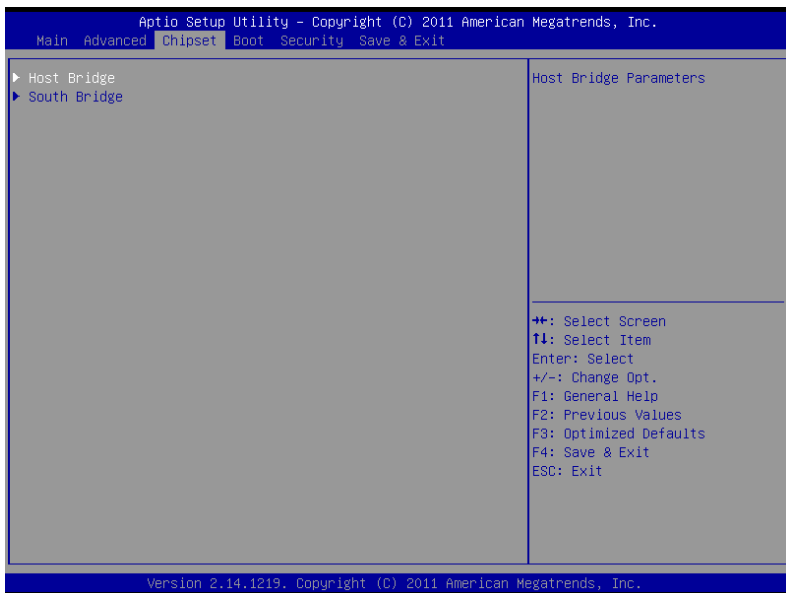 Aptio Setup Utility – Copyright (C) 2011 American Megatrends, Inc.
Main Advanced Chipset Boot Security Save & Exit
▶ Host Bridge
▶ South Bridge
Host Bridge Parameters
→←: Select Screen
↑↓: Select Item
Enter: Select
+/-: Change Opt.
F1: General Help
F2: Previous Values
F3: Optimized Defaults
F4: Save & Exit
ESC: Exit
Version 2.14.1219. Copyright (C) 2011 American Megatrends, Inc.